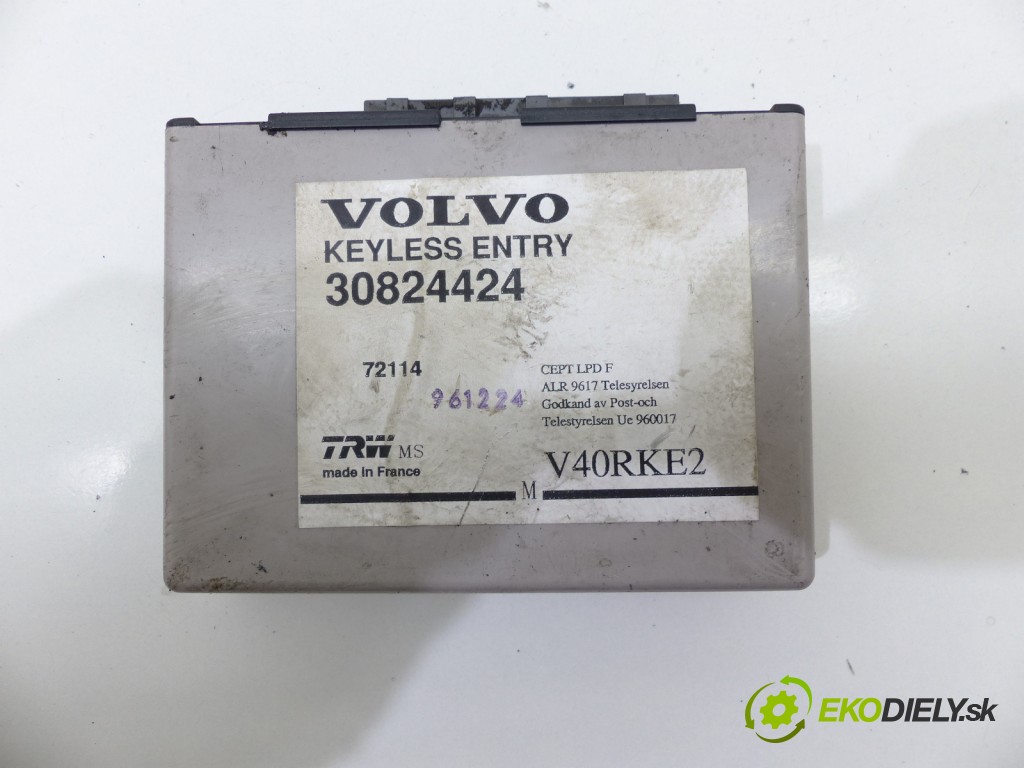 VOLVO
KEYLESS ENTRY
30824424
72114
961224
CEPT LPD F
ALR 9617 Telesyrelsen
Godkand av Post-och
Telestyrelsen Ue 960017
TRW MS
made in France
V40RKE2
M
EKODIELY.sk